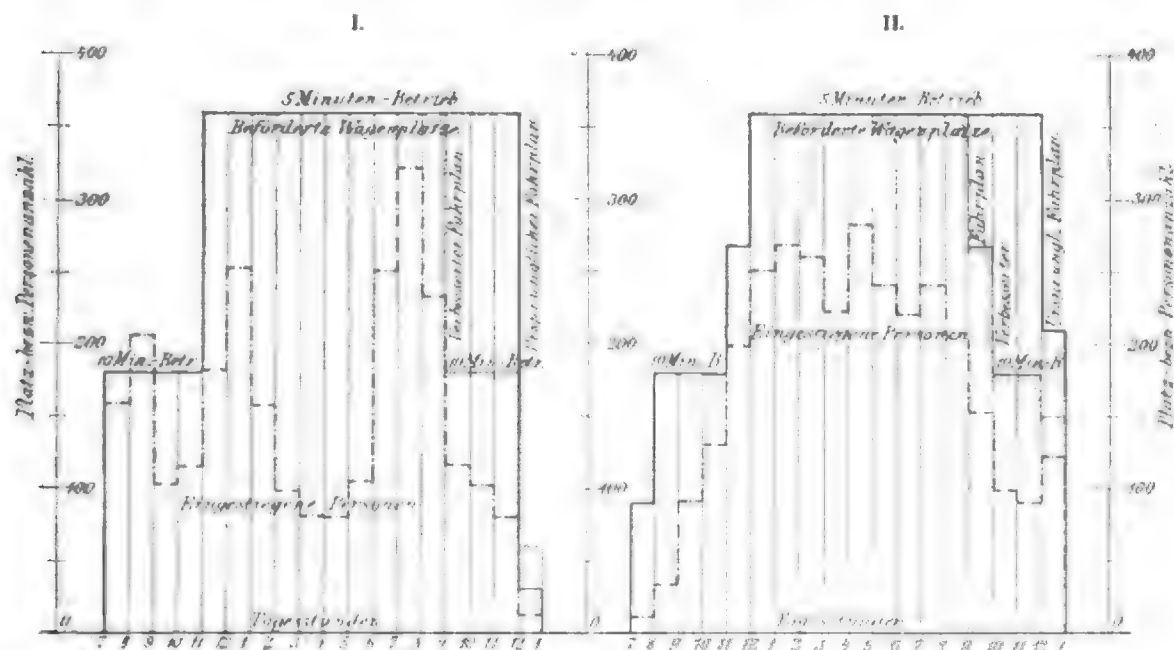 I.
II.
500
400
400
5 Minuten-Betrieb
5 Minuten-Betrieb
Beförderte Wagenplätze.
Beförderte Wagenplätze.
Platz- bezw. Personenanzahl.
Verbesserter Fahrplan
Ursprünglicher Fahrplan
Verbesserter Fahrplan
Ursprüngl. Fahrplan.
Platz- bezw. Personenanzahl.
300
300
300
200
200
200
10 Min.-Betr.
10 Min.-Betr.
10 Min.-B
10 Min.-B
Eingestiegene Personen
Eingestiegene Personen
100
100
100
Tagesstunden
0
0
0
7 8 9 10 11 12 1 2 3 4 5 6 7 8 9 10 11 12 1
7 8 9 10 11 12 1 2 3 4 5 6 7 8 9 10 11 12 1